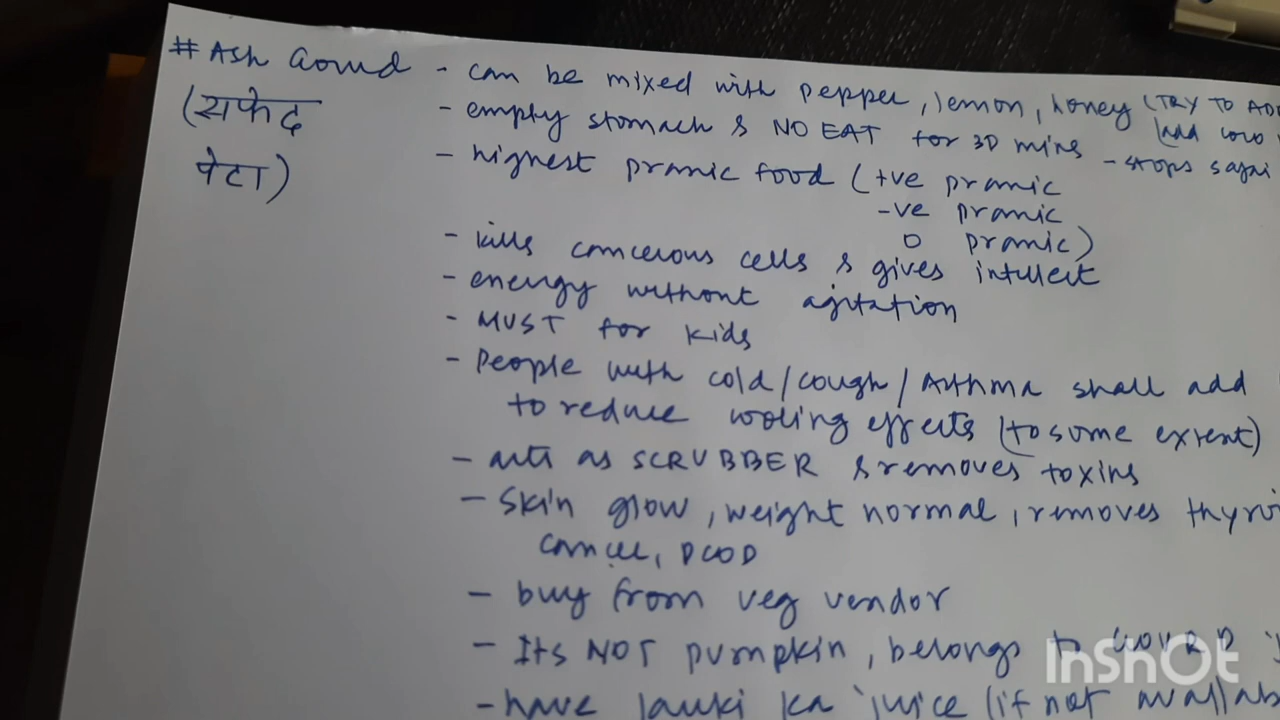 # Ash Gourd - can be mixed with pepper, lemon, honey (TRY TO
(सफेद पेठा) - empty stomach & NO EAT for 30 mins (add
- highest pranic food (+ve pranic - stops
-ve pranic
0 pranic)
- kills cancerous cells & gives intellect
- energy without agitation
- MUST for kids
- People with cold/cough/Asthma shall add
to reduce cooling effects (to some extent)
- acts as SCRUBBER & removes toxins
- Skin glow, weight normal, removes
cancer, PCOD
- buy from veg vendor
- Its NOT pumpkin, belongs to GOURD
- have lauki ka juice (if not
InShOt